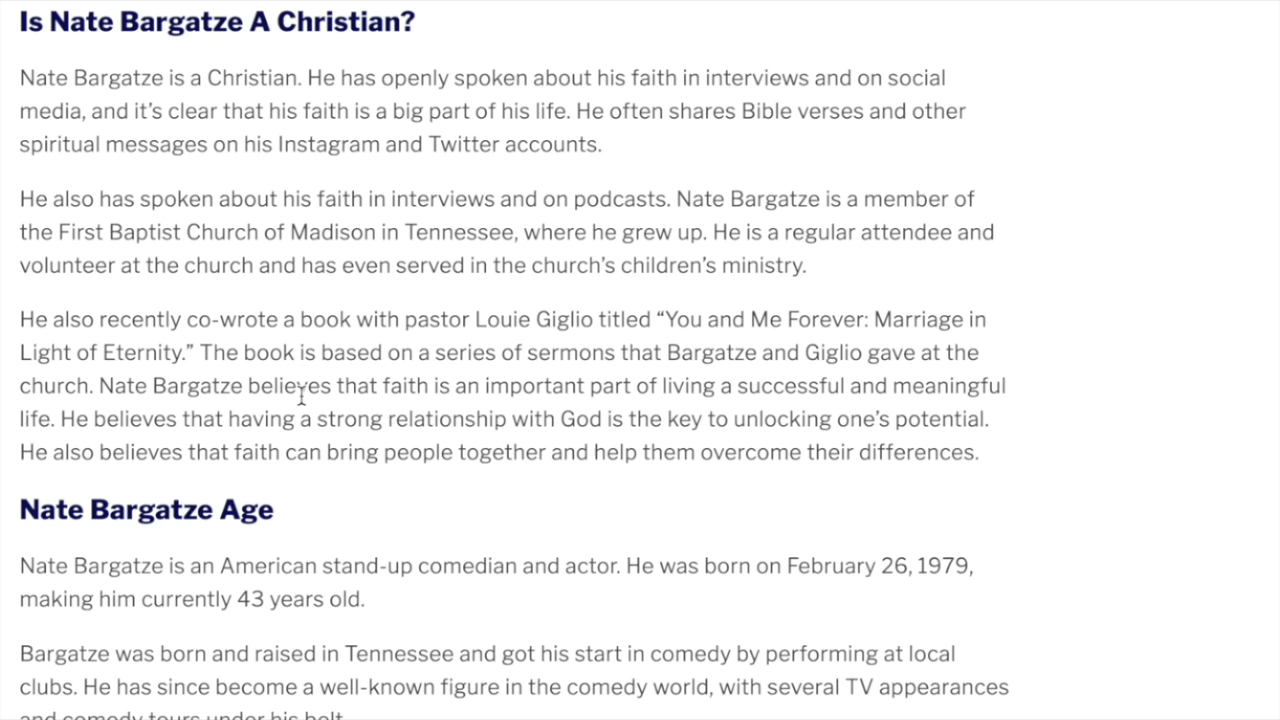 Is Nate Bargatze A Christian?
Nate Bargatze is a Christian. He has openly spoken about his faith in interviews and on social
media, and it’s clear that his faith is a big part of his life. He often shares Bible verses and other
spiritual messages on his Instagram and Twitter accounts.
He also has spoken about his faith in interviews and on podcasts. Nate Bargatze is a member of
the First Baptist Church of Madison in Tennessee, where he grew up. He is a regular attendee and
volunteer at the church and has even served in the church’s children’s ministry.
He also recently co-wrote a book with pastor Louie Giglio titled “You and Me Forever: Marriage in
Light of Eternity.” The book is based on a series of sermons that Bargatze and Giglio gave at the
church. Nate Bargatze believes that faith is an important part of living a successful and meaningful
life. He believes that having a strong relationship with God is the key to unlocking one’s potential.
He also believes that faith can bring people together and help them overcome their differences.
Nate Bargatze Age
Nate Bargatze is an American stand-up comedian and actor. He was born on February 26, 1979,
making him currently 43 years old.
Bargatze was born and raised in Tennessee and got his start in comedy by performing at local
clubs. He has since become a well-known figure in the comedy world, with several TV appearances
and comedy tours under his belt.